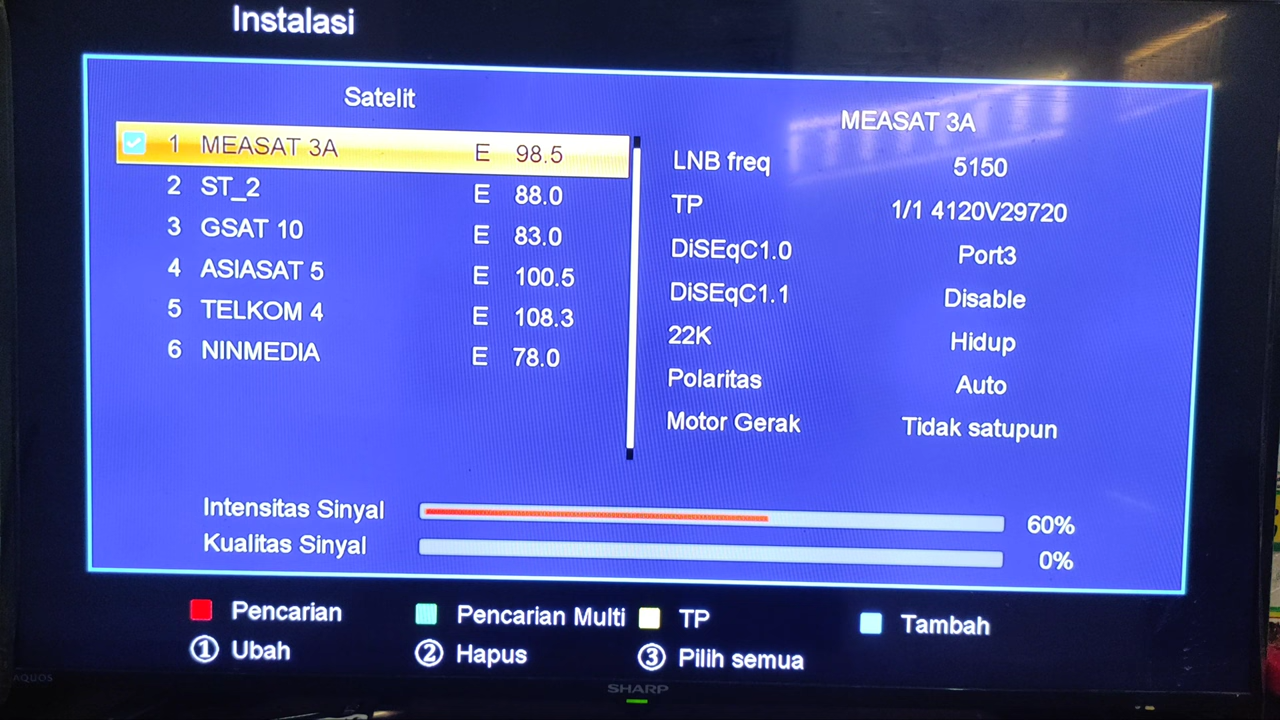 Instalasi
Satelit
1 MEASAT 3A E 98.5
2 ST_2 E 88.0
3 GSAT 10 E 83.0
4 ASIASAT 5 E 100.5
5 TELKOM 4 E 108.3
6 NINMEDIA E 78.0
MEASAT 3A
LNB freq 5150
TP 1/1 4120V29720
DiSEqC1.0 Port3
DiSEqC1.1 Disable
22K Hidup
Polaritas Auto
Motor Gerak Tidak satupun
Intensitas Sinyal 60%
Kualitas Sinyal 0%
Pencarian Pencarian Multi TP Tambah
① Ubah ② Hapus ③ Pilih semua
AQUOS
SHARP